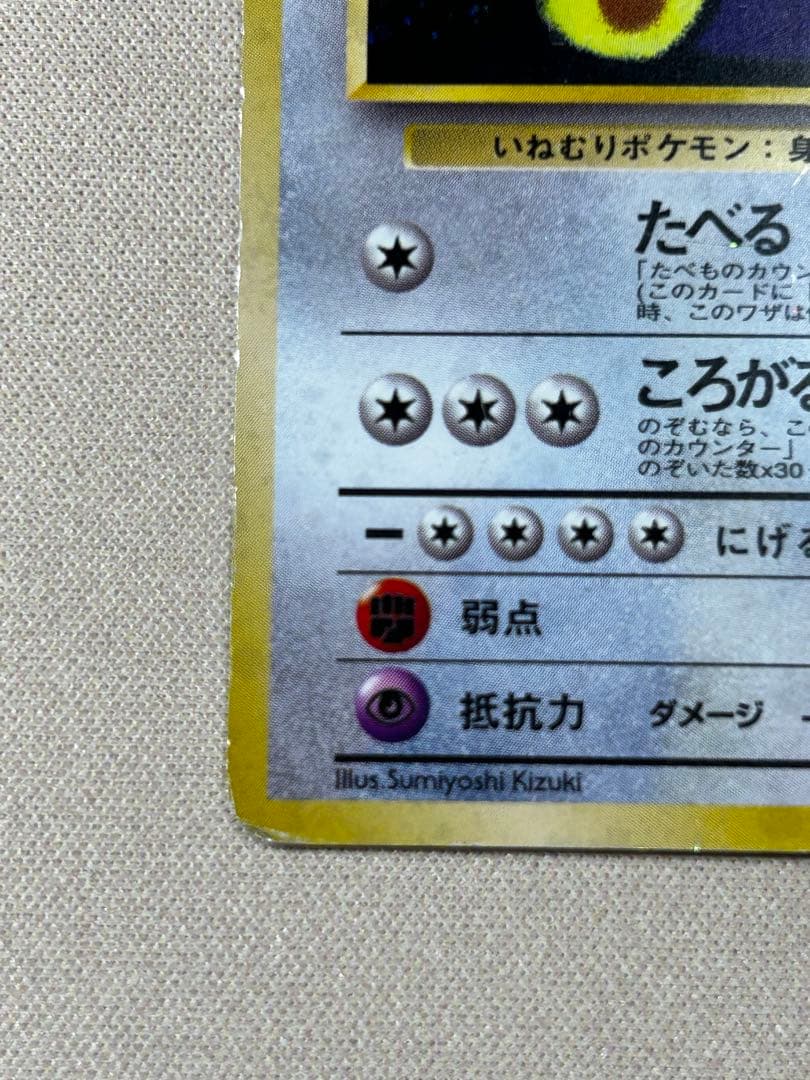 いねむりポケモン：身
たべる
「たべものカウン
(このカードに「
時、このワザは
ころがる
のぞむなら、こ
のカウンター」
のぞいた数x30
にげる
弱点
抵抗力 ダメージ
Illus. Sumiyoshi Kizuki